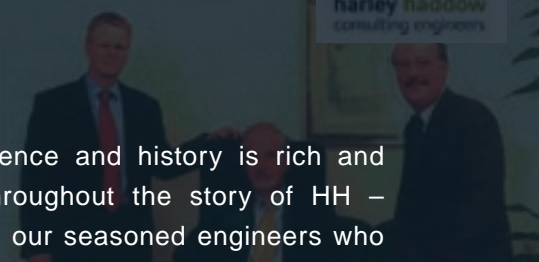 harley haddow
consulting engineers
ence and history is rich and
roughout the story of HH –
our seasoned engineers who